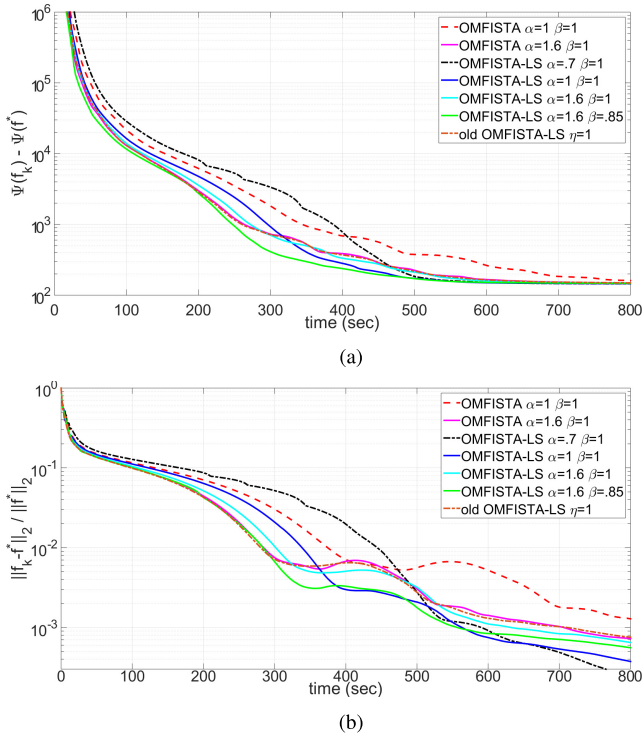 10^6
10^5
10^4
10^3
10^2
Ψ(f_k) - Ψ(f^*)
OMFISTA α=1 β=1
OMFISTA α=1.6 β=1
OMFISTA-LS α=.7 β=1
OMFISTA-LS α=1 β=1
OMFISTA-LS α=1.6 β=1
OMFISTA-LS α=1.6 β=.85
old OMFISTA-LS η=1
0 100 200 300 400 500 600 700 800
time (sec)
(a)
10^0
10^-1
10^-2
10^-3
||f_k-f^*||_2 / ||f^*||_2
OMFISTA α=1 β=1
OMFISTA α=1.6 β=1
OMFISTA-LS α=.7 β=1
OMFISTA-LS α=1 β=1
OMFISTA-LS α=1.6 β=1
OMFISTA-LS α=1.6 β=.85
old OMFISTA-LS η=1
0 100 200 300 400 500 600 700 800
time (sec)
(b)